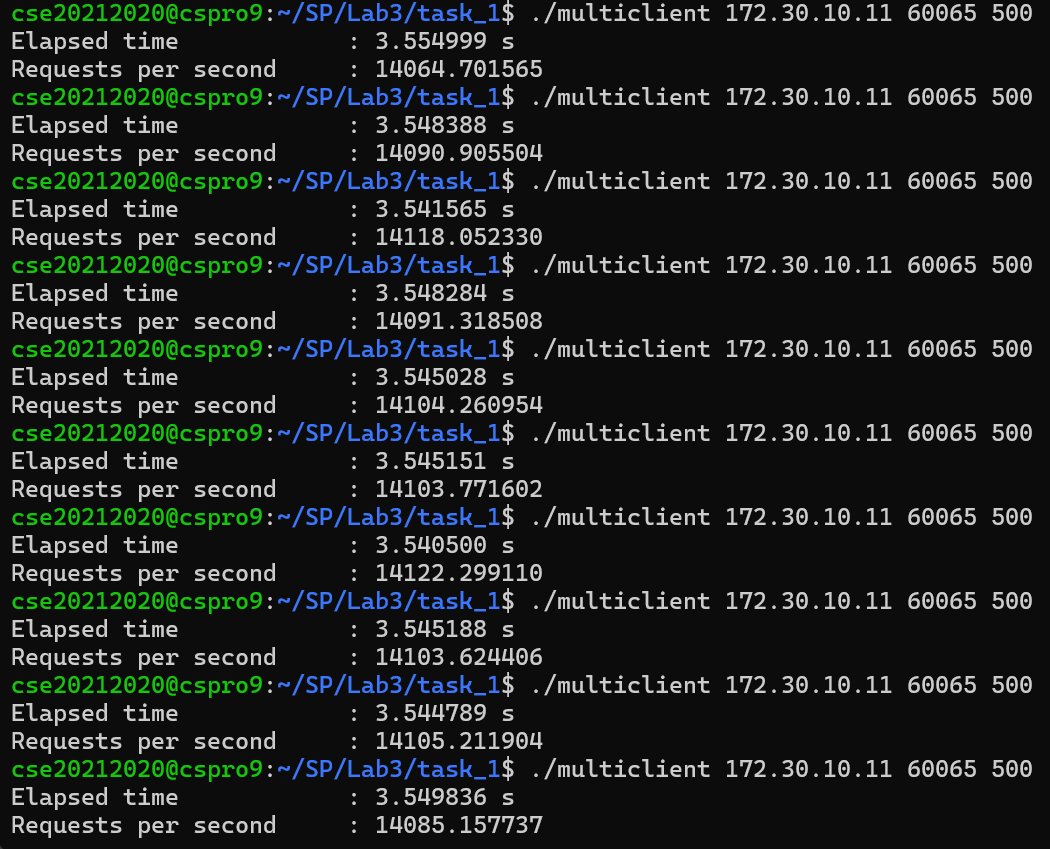 cse20212020@cspro9:~/SP/Lab3/task_1$ ./multiclient 172.30.10.11 60065 500
Elapsed time             : 3.554999 s
Requests per second      : 14064.701565
cse20212020@cspro9:~/SP/Lab3/task_1$ ./multiclient 172.30.10.11 60065 500
Elapsed time             : 3.548388 s
Requests per second      : 14090.905504
cse20212020@cspro9:~/SP/Lab3/task_1$ ./multiclient 172.30.10.11 60065 500
Elapsed time             : 3.541565 s
Requests per second      : 14118.052330
cse20212020@cspro9:~/SP/Lab3/task_1$ ./multiclient 172.30.10.11 60065 500
Elapsed time             : 3.548284 s
Requests per second      : 14091.318508
cse20212020@cspro9:~/SP/Lab3/task_1$ ./multiclient 172.30.10.11 60065 500
Elapsed time             : 3.545028 s
Requests per second      : 14104.260954
cse20212020@cspro9:~/SP/Lab3/task_1$ ./multiclient 172.30.10.11 60065 500
Elapsed time             : 3.545151 s
Requests per second      : 14103.771602
cse20212020@cspro9:~/SP/Lab3/task_1$ ./multiclient 172.30.10.11 60065 500
Elapsed time             : 3.540500 s
Requests per second      : 14122.299110
cse20212020@cspro9:~/SP/Lab3/task_1$ ./multiclient 172.30.10.11 60065 500
Elapsed time             : 3.545188 s
Requests per second      : 14103.624406
cse20212020@cspro9:~/SP/Lab3/task_1$ ./multiclient 172.30.10.11 60065 500
Elapsed time             : 3.544789 s
Requests per second      : 14105.211904
cse20212020@cspro9:~/SP/Lab3/task_1$ ./multiclient 172.30.10.11 60065 500
Elapsed time             : 3.549836 s
Requests per second      : 14085.157737